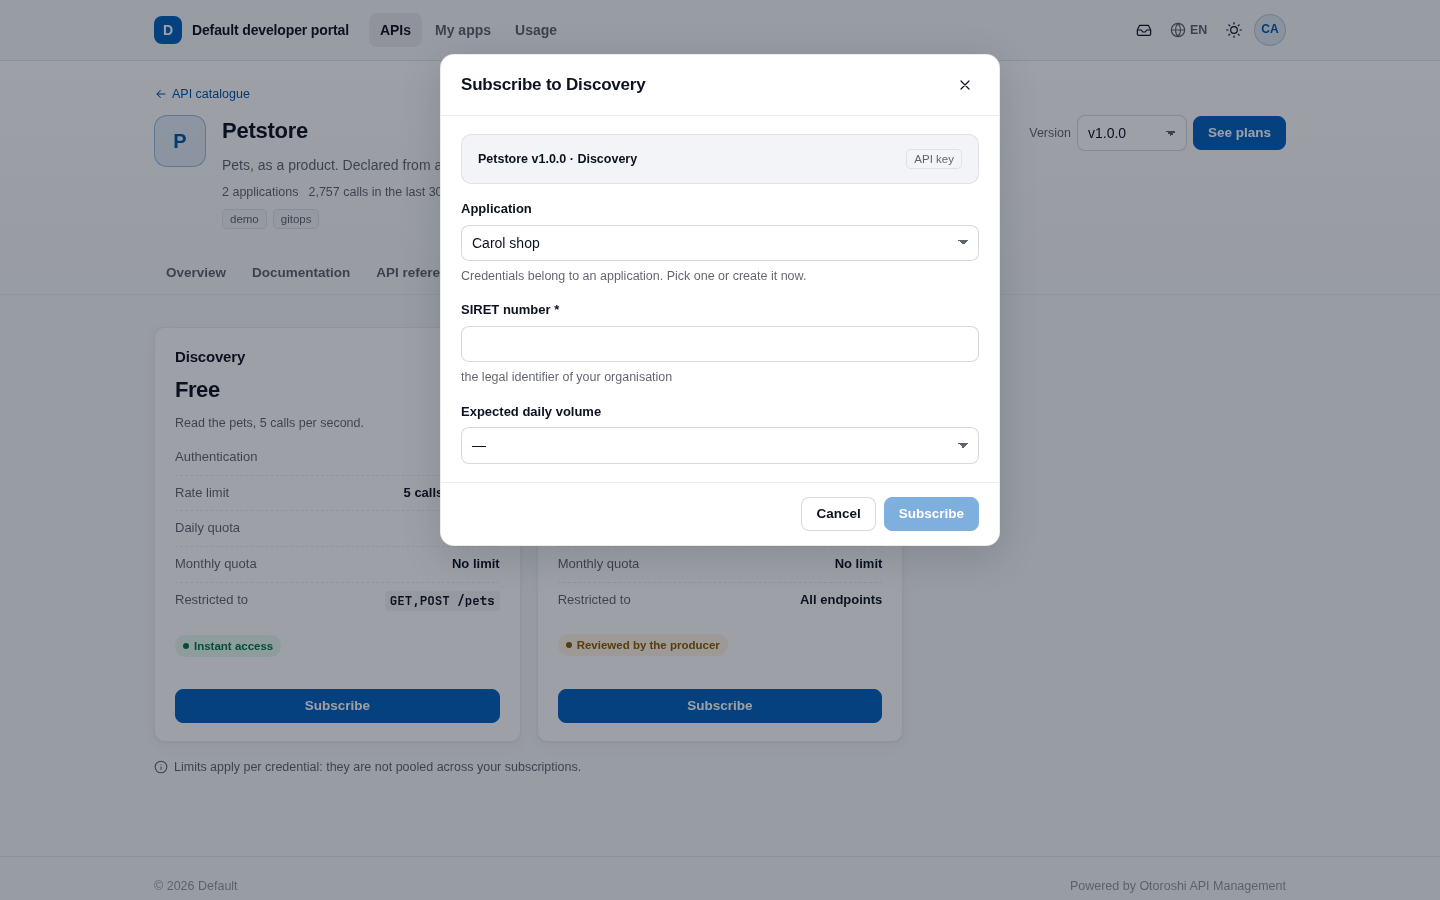 D Default developer portal APIs My apps Usage EN CA
API catalogue
P
Petstore
Pets, as a product. Declared from a
2 applications 2,757 calls in the last 30
demo gitops
Version v1.0.0 See plans
Overview Documentation API refere
Subscribe to Discovery
Petstore v1.0.0 · Discovery API key
Application
Carol shop
Credentials belong to an application. Pick one or create it now.
SIRET number *
the legal identifier of your organisation
Expected daily volume
—
Cancel Subscribe
Discovery
Free
Read the pets, 5 calls per second.
Authentication
Rate limit 5 calls
Daily quota
Monthly quota No limit
Restricted to GET,POST /pets
Instant access
Subscribe
Monthly quota No limit
Restricted to All endpoints
Reviewed by the producer
Subscribe
Limits apply per credential: they are not pooled across your subscriptions.
© 2026 Default
Powered by Otoroshi API Management